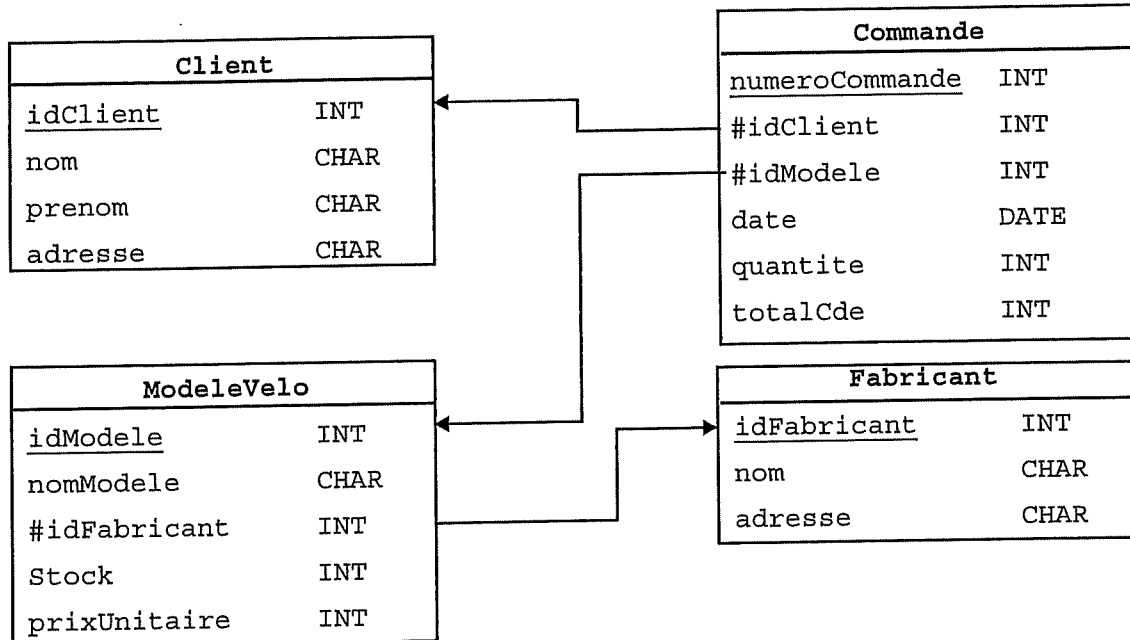 Client
idClient INT
nom CHAR
prenom CHAR
adresse CHAR
Commande
numeroCommande INT
#idClient INT
#idModele INT
date DATE
quantite INT
totalCde INT
ModeleVelo
idModele INT
nomModele CHAR
#idFabricant INT
Stock INT
prixUnitaire INT
Fabricant
idFabricant INT
nom CHAR
adresse CHAR